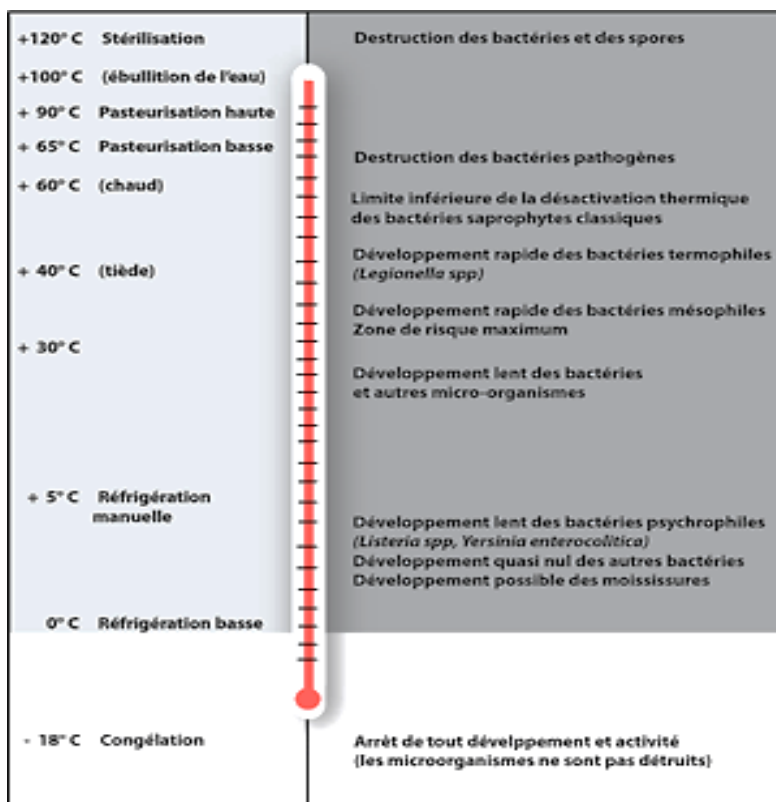 +120° C Stérilisation
Destruction des bactéries et des spores
+100° C (ébullition de l'eau)
+ 90° C Pasteurisation haute
+ 65° C Pasteurisation basse
Destruction des bactéries pathogènes
+ 60° C (chaud)
Limite inférieure de la désactivation thermique
des bactéries saprophytes classiques
Développement rapide des bactéries termophiles
+ 40° C (tiède)
(Legionella spp)
Développement rapide des bactéries mésophiles
Zone de risque maximum
+ 30° C
Développement lent des bactéries
et autres micro-organismes
+ 5° C Réfrigération
manuelle
Développement lent des bactéries psychrophiles
(Listeria spp, Yersinia enterocolitica)
Développement quasi nul des autres bactéries
Développement possible des moississures
0° C Réfrigération basse
- 18° C Congélation
Arrèt de tout dévelppement et activité
(les microorganismes ne sont pas détruits)